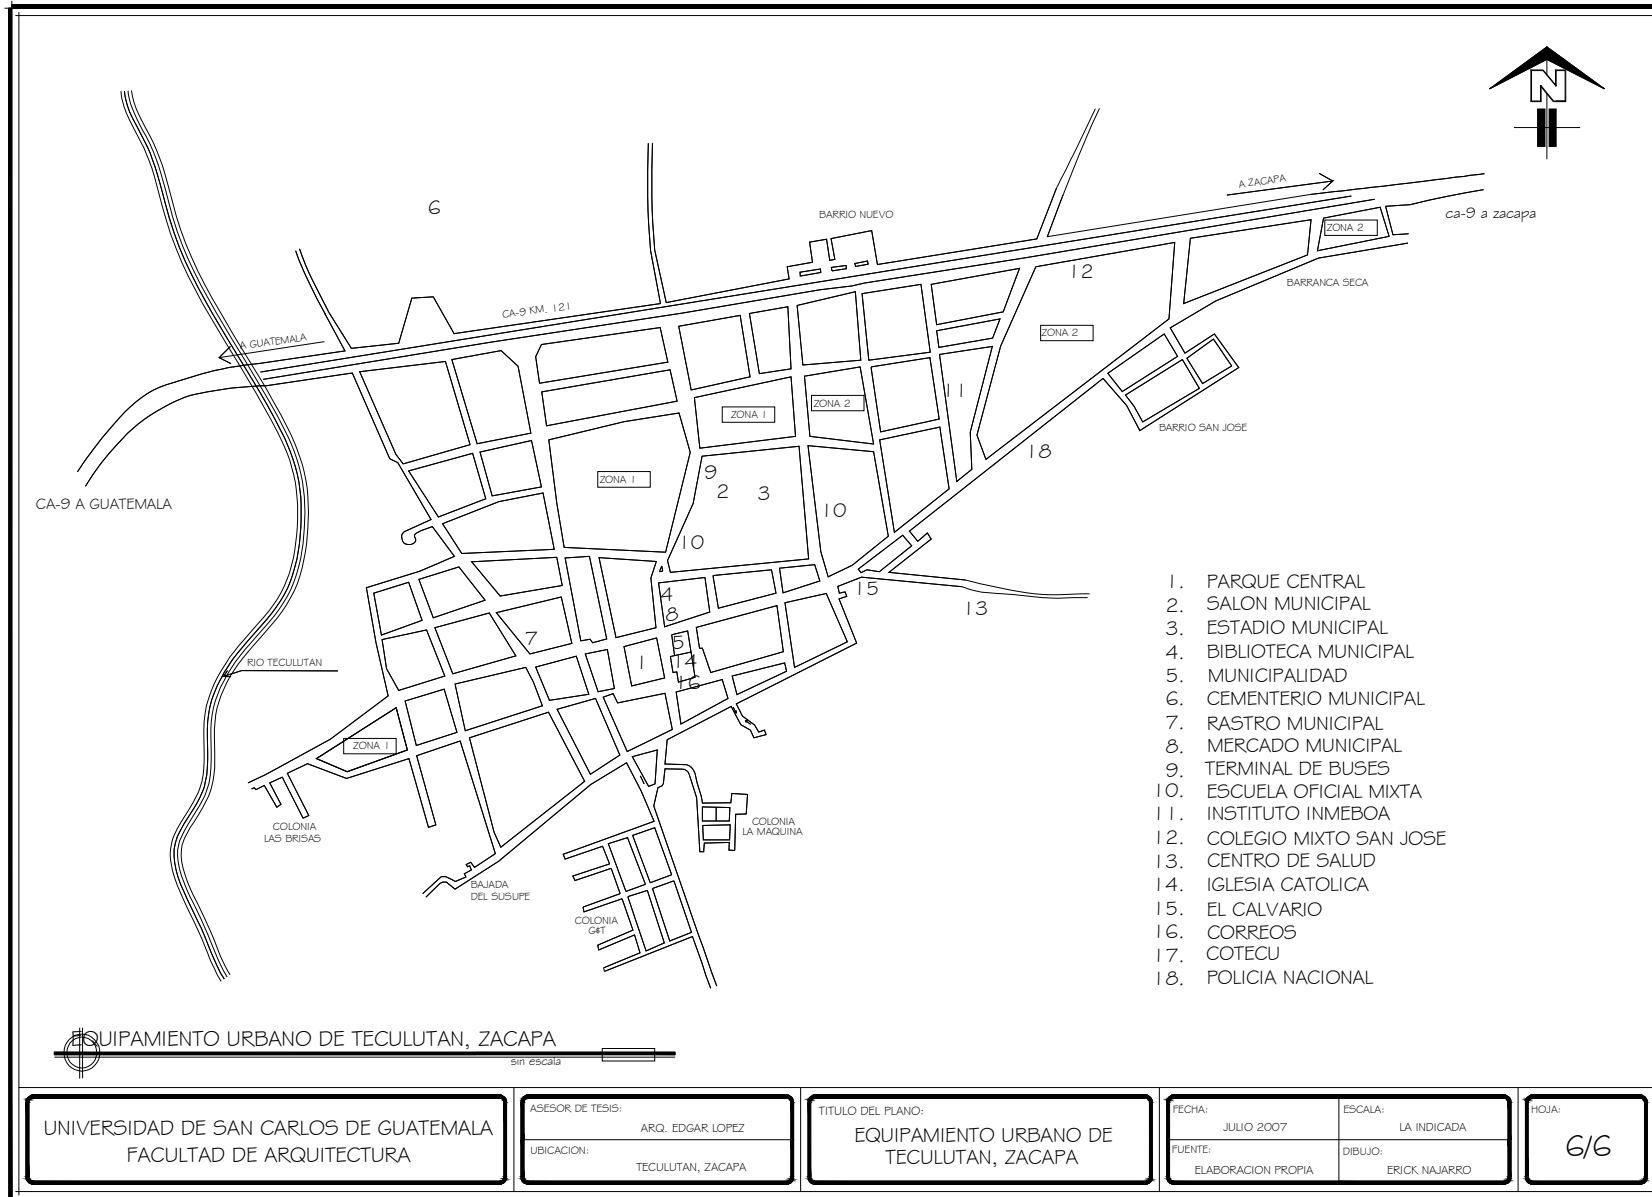 N
A ZACAPA
ca-9 a zacapa
6
BARRIO NUEVO
ZONA 2
12
BARRANCA SECA
CA-9 KM. 121
A GUATEMALA
ZONA 2
11
ZONA 1
ZONA 2
BARRIO SAN JOSE
18
CA-9 A GUATEMALA
ZONA 1
9
2
3
10
10
4
8
15
13
7
5
1
14
16
RIO TECULUTAN
ZONA 1
COLONIA
LAS BRISAS
COLONIA
LA MAQUINA
BAJADA
DEL SUSUPE
COLONIA
G&T
1. PARQUE CENTRAL
2. SALON MUNICIPAL
3. ESTADIO MUNICIPAL
4. BIBLIOTECA MUNICIPAL
5. MUNICIPALIDAD
6. CEMENTERIO MUNICIPAL
7. RASTRO MUNICIPAL
8. MERCADO MUNICIPAL
9. TERMINAL DE BUSES
10. ESCUELA OFICIAL MIXTA
11. INSTITUTO INMEBOA
12. COLEGIO MIXTO SAN JOSE
13. CENTRO DE SALUD
14. IGLESIA CATOLICA
15. EL CALVARIO
16. CORREOS
17. COTECU
18. POLICIA NACIONAL
EQUIPAMIENTO URBANO DE TECULUTAN, ZACAPA
sin escala
UNIVERSIDAD DE SAN CARLOS DE GUATEMALA
FACULTAD DE ARQUITECTURA
ASESOR DE TESIS:
ARQ. EDGAR LOPEZ
UBICACION:
TECULUTAN, ZACAPA
TITULO DEL PLANO:
EQUIPAMIENTO URBANO DE
TECULUTAN, ZACAPA
FECHA:
JULIO 2007
ESCALA:
LA INDICADA
FUENTE:
ELABORACION PROPIA
DIBUJO:
ERICK NAJARRO
HOJA:
6/6